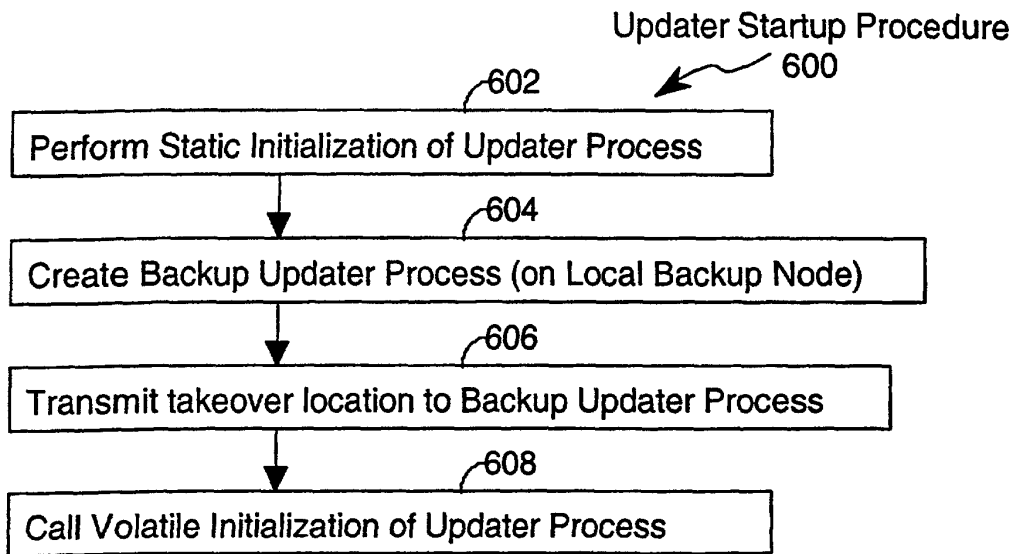 Updater Startup Procedure
600
602
Perform Static Initialization of Updater Process
604
Create Backup Updater Process (on Local Backup Node)
606
Transmit takeover location to Backup Updater Process
608
Call Volatile Initialization of Updater Process